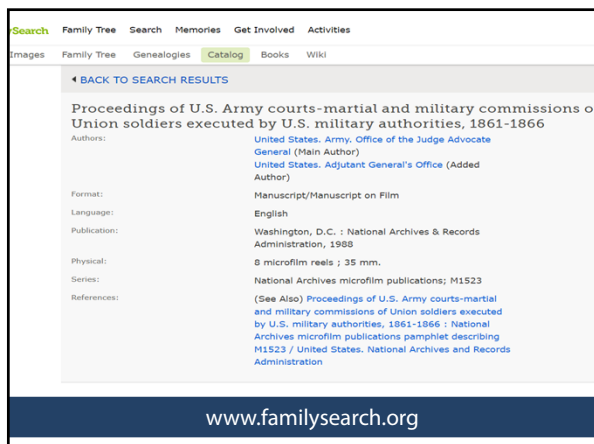 Search Family Tree Search Memories Get Involved Activities
Images Family Tree Genealogies Catalog Books Wiki
BACK TO SEARCH RESULTS
Proceedings of U.S. Army courts-martial and military commissions o
Union soldiers executed by U.S. military authorities, 1861-1866
Authors: United States. Army. Office of the Judge Advocate
General (Main Author)
United States. Adjutant General's Office (Added
Author)
Format: Manuscript/Manuscript on Film
Language: English
Publication: Washington, D.C. : National Archives & Records
Administration, 1988
Physical: 8 microfilm reels ; 35 mm.
Series: National Archives microfilm publications; M1523
References: (See Also) Proceedings of U.S. Army courts-martial
and military commissions of Union soldiers executed
by U.S. military authorities, 1861-1866 : National
Archives microfilm publications pamphlet describing
M1523 / United States. National Archives and Records
Administration
www.familysearch.org